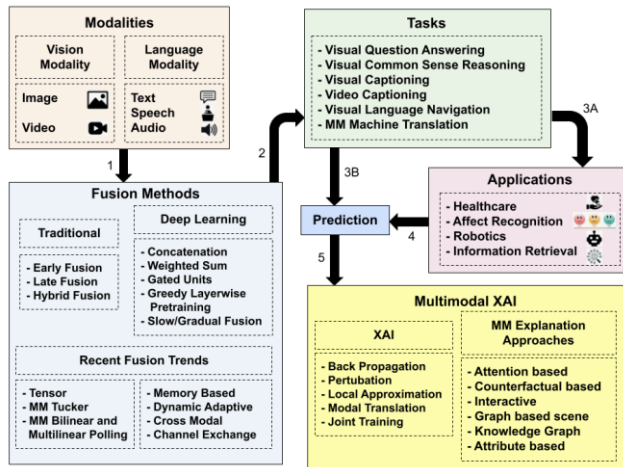 Modalities
Vision
Modality
Language
Modality
Image
Video
Text
Speech
Audio
1
Fusion Methods
Traditional
- Early Fusion
- Late Fusion
- Hybrid Fusion
Deep Learning
- Concatenation
- Weighted Sum
- Gated Units
- Greedy Layerwise
Pretraining
- Slow/Gradual Fusion
Recent Fusion Trends
- Tensor
- MM Tucker
- MM Bilinear and
Multilinear Polling
- Memory Based
- Dynamic Adaptive
- Cross Modal
- Channel Exchange
2
Tasks
- Visual Question Answering
- Visual Common Sense Reasoning
- Visual Captioning
- Video Captioning
- Visual Language Navigation
- MM Machine Translation
3A
3B
Applications
- Healthcare
- Affect Recognition
- Robotics
- Information Retrieval
4
Prediction
5
Multimodal XAI
XAI
- Back Propagation
- Pertubation
- Local Approximation
- Modal Translation
- Joint Training
MM Explanation
Approaches
- Attention based
- Counterfactual based
- Interactive
- Graph based scene
- Knowledge Graph
- Attribute based